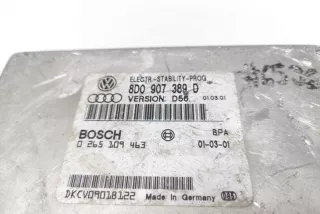 ELECTR.-STABILITY-PROG
8D0 907 389 D
VERSION: D56 01.03.01
BOSCH 8PA
0 265 109 463 01-03-01
DKCV09018122 Made in Germany